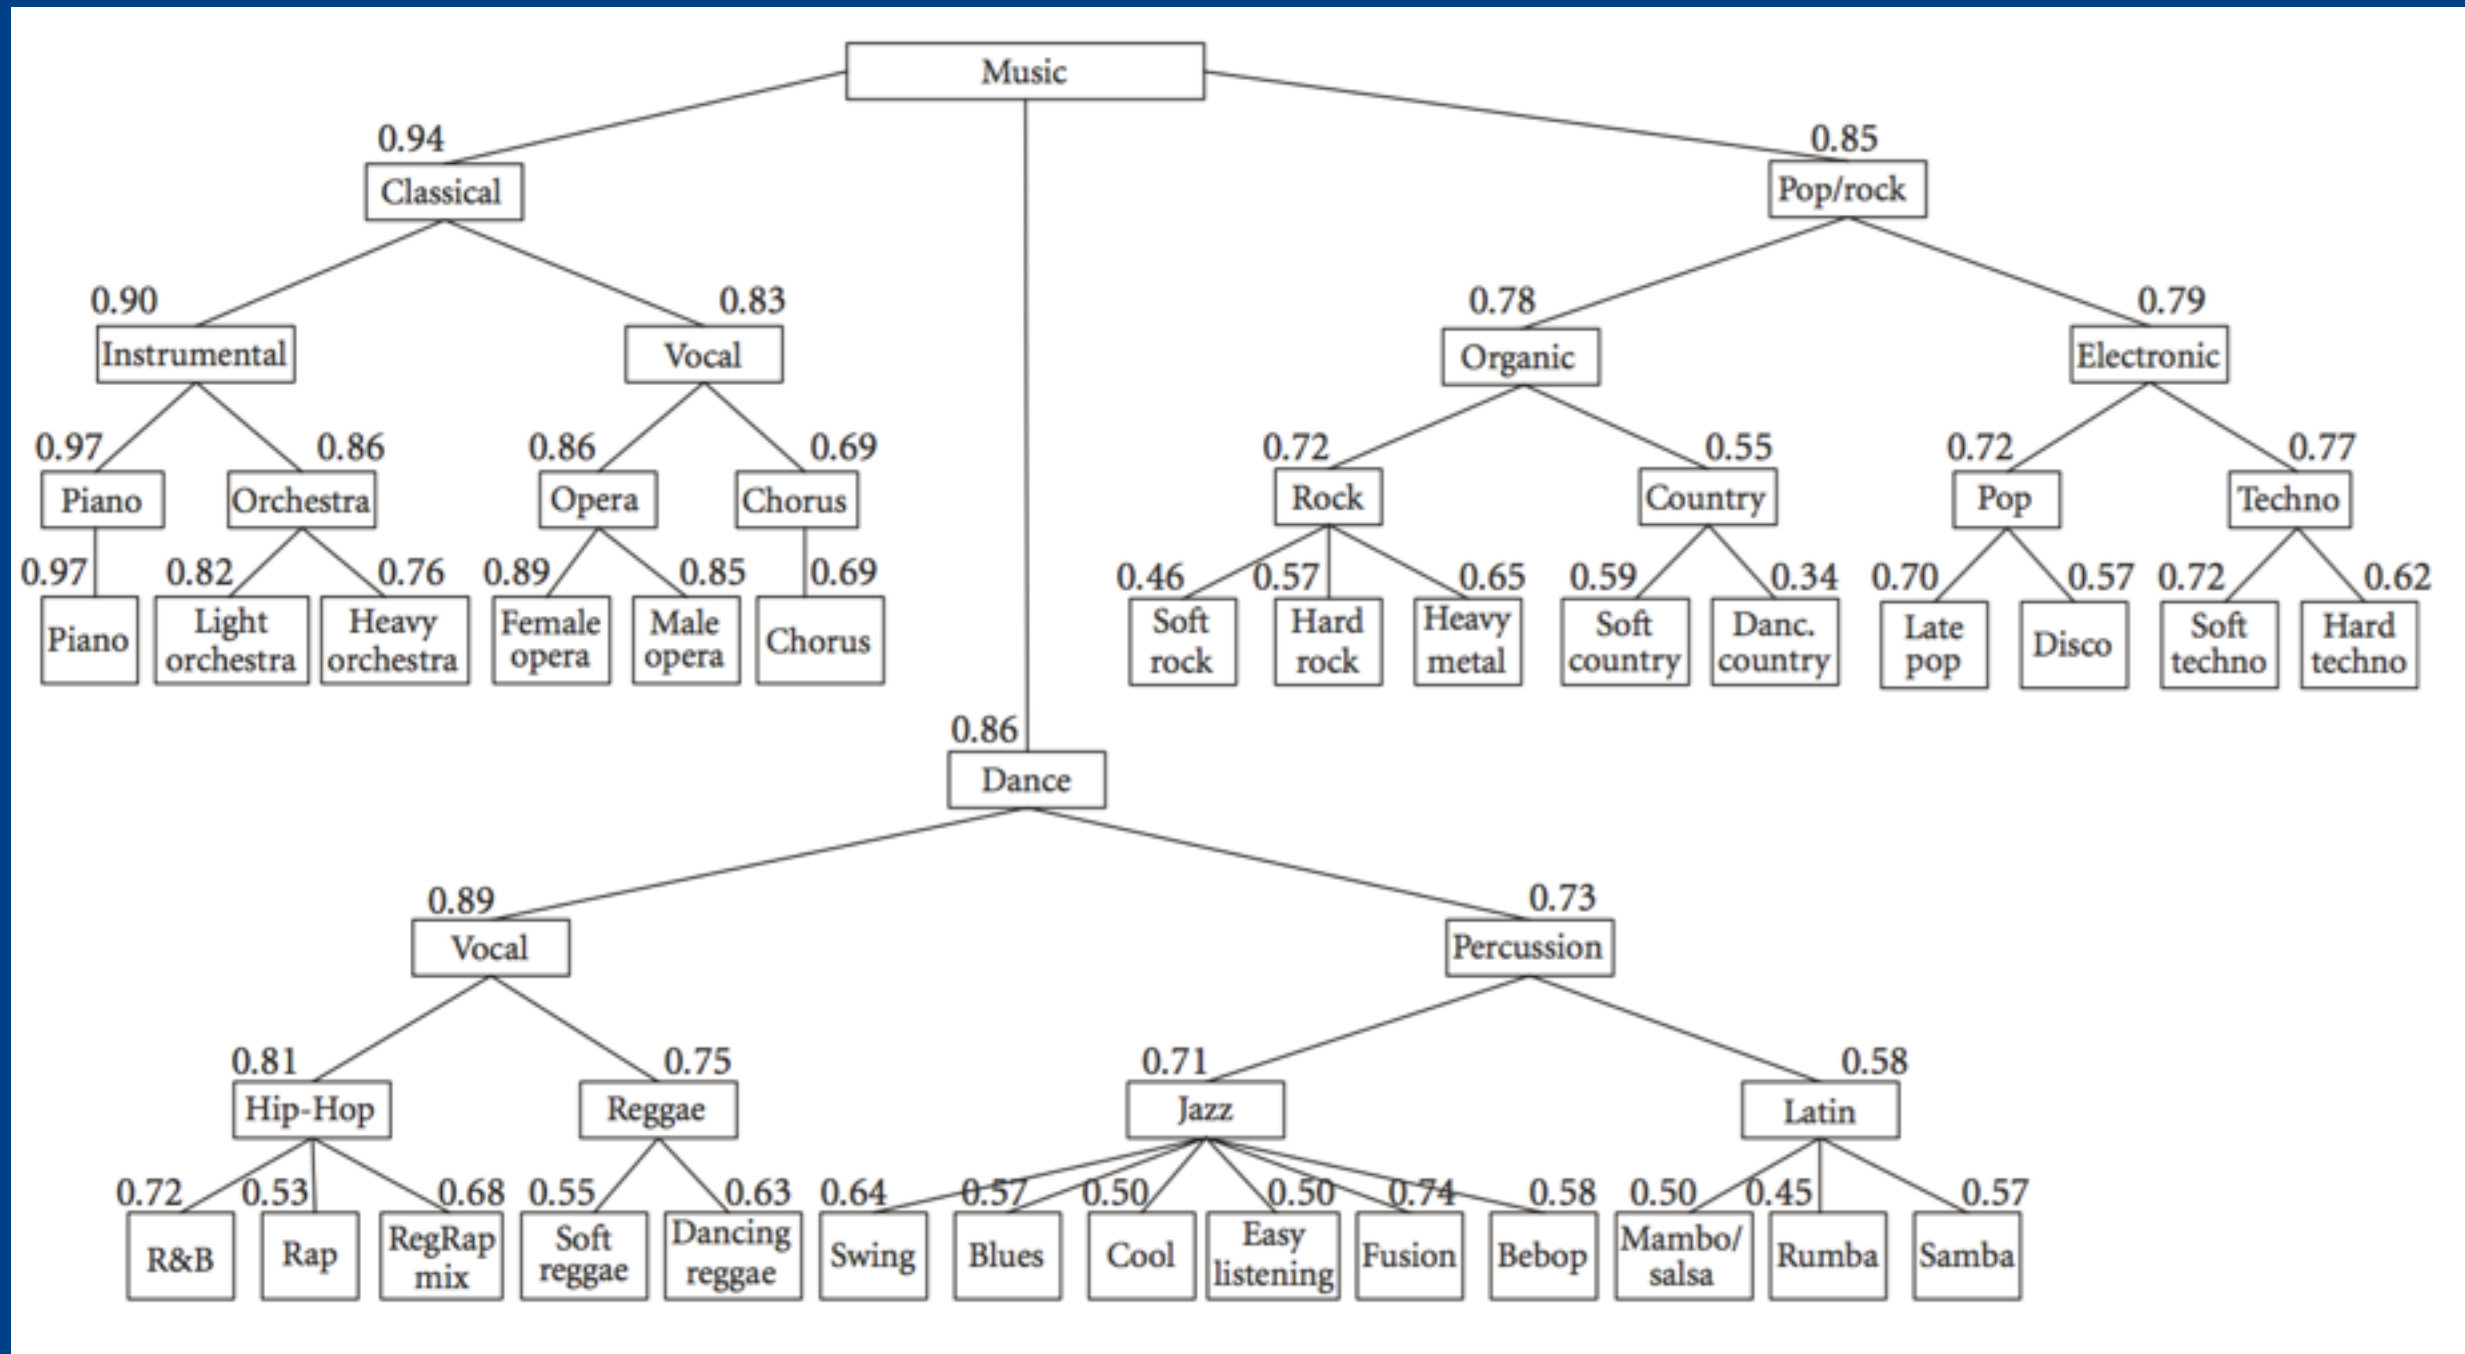 Music
0.94
0.85
Classical
Pop/rock
0.90
0.83
0.78
0.79
Instrumental
Vocal
Organic
Electronic
0.97
0.86
0.86
0.69
0.72
0.55
0.72
0.77
Piano
Orchestra
Opera
Chorus
Rock
Country
Pop
Techno
0.97
0.82
0.76
0.89
0.85
0.69
0.46
0.57
0.65
0.59
0.34
0.70
0.57
0.72
0.62
Piano
Light
orchestra
Heavy
orchestra
Female
opera
Male
opera
Chorus
Soft
rock
Hard
rock
Heavy
metal
Soft
country
Danc.
country
Late
pop
Disco
Soft
techno
Hard
techno
0.86
Dance
0.89
0.73
Vocal
Percussion
0.81
0.75
0.71
0.58
Hip-Hop
Reggae
Jazz
Latin
0.72
0.53
0.68
0.55
0.63
0.64
0.57
0.50
0.50
0.74
0.58
0.50
0.45
0.57
R&B
Rap
RegRap
mix
Soft
reggae
Dancing
reggae
Swing
Blues
Cool
Easy
listening
Fusion
Bebop
Mambo/
salsa
Rumba
Samba